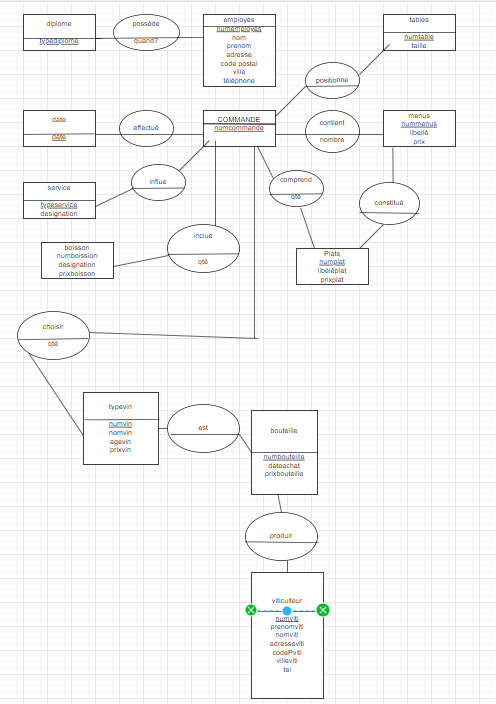 diplome
typediplome
possède
quand?
employés
numemployés
nom
prenom
adresse
code postal
ville
téléphone
tables
numtable
taille
positionne
date
date
effectué
COMMANDE
numcommande
contient
nombre
menus
nummenus
libellé
prix
service
typeservice
designation
influe
comprend
qté
constitué
boisson
numboission
designation
prixboisson
inclue
qté
Plats
numplat
libéléplat
prixplat
choisir
qté
typevin
numvin
nomvin
agevin
prixvin
est
bouteille
numbouteille
dateachat
prixbouteille
produir
viticulteur
numviti
prenomviti
nomviti
adresseviti
codePviti
villeviti
tel